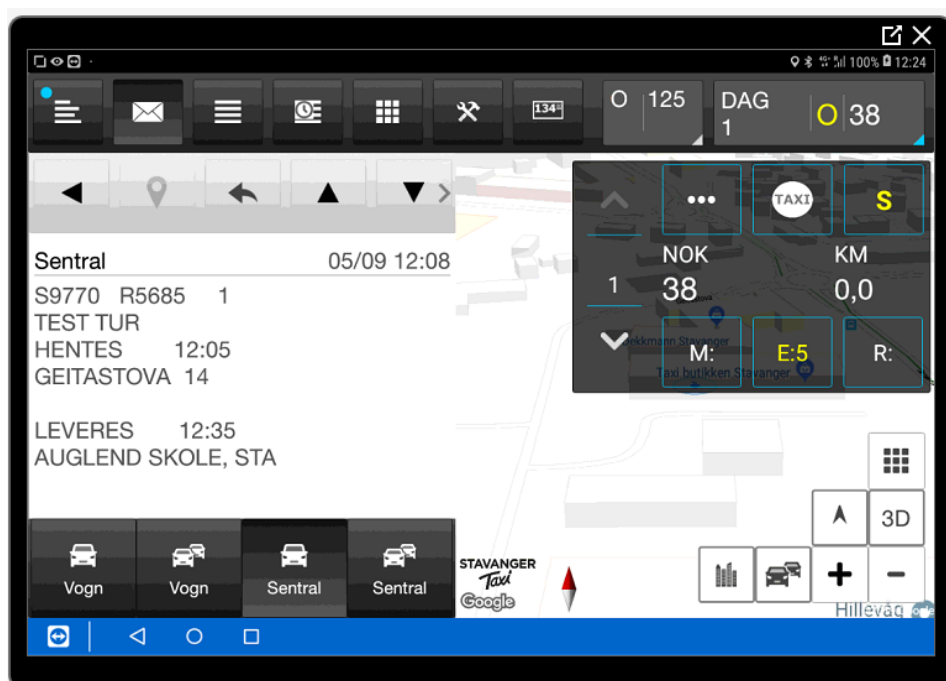 100% 12:24
134=
O 125
DAG
1
O 38
TAXI
S
Sentral 05/09 12:08
S9770 R5685 1
TEST TUR
HENTES 12:05
GEITASTOVA 14
LEVERES 12:35
AUGLEND SKOLE, STA
NOK KM
1 38 0,0
Dekkmann Stavanger
M: E:5 R:
Taxi butikken Stavanger
3D
Vogn Vogn Sentral Sentral
STAVANGER
Taxi
Google
Hillevåg